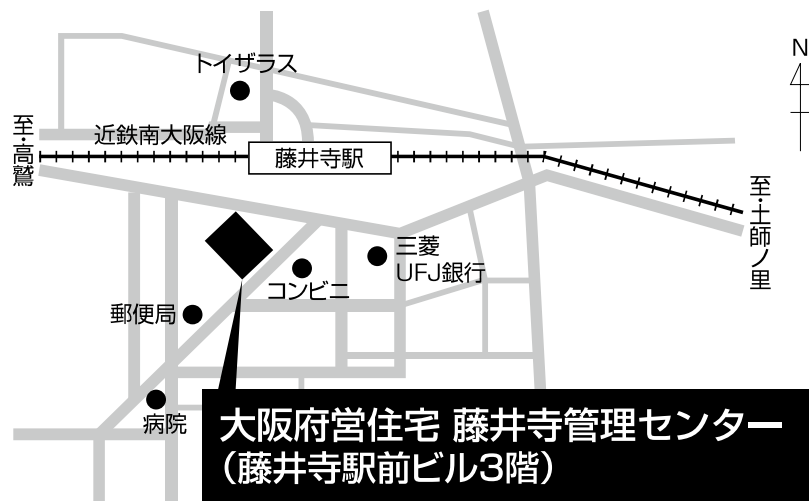 トイザラス
N
至・高鷲
近鉄南大阪線
藤井寺駅
至・土師ノ里
三菱
UFJ銀行
コンビニ
郵便局
病院
大阪府営住宅 藤井寺管理センター
（藤井寺駅前ビル3階）